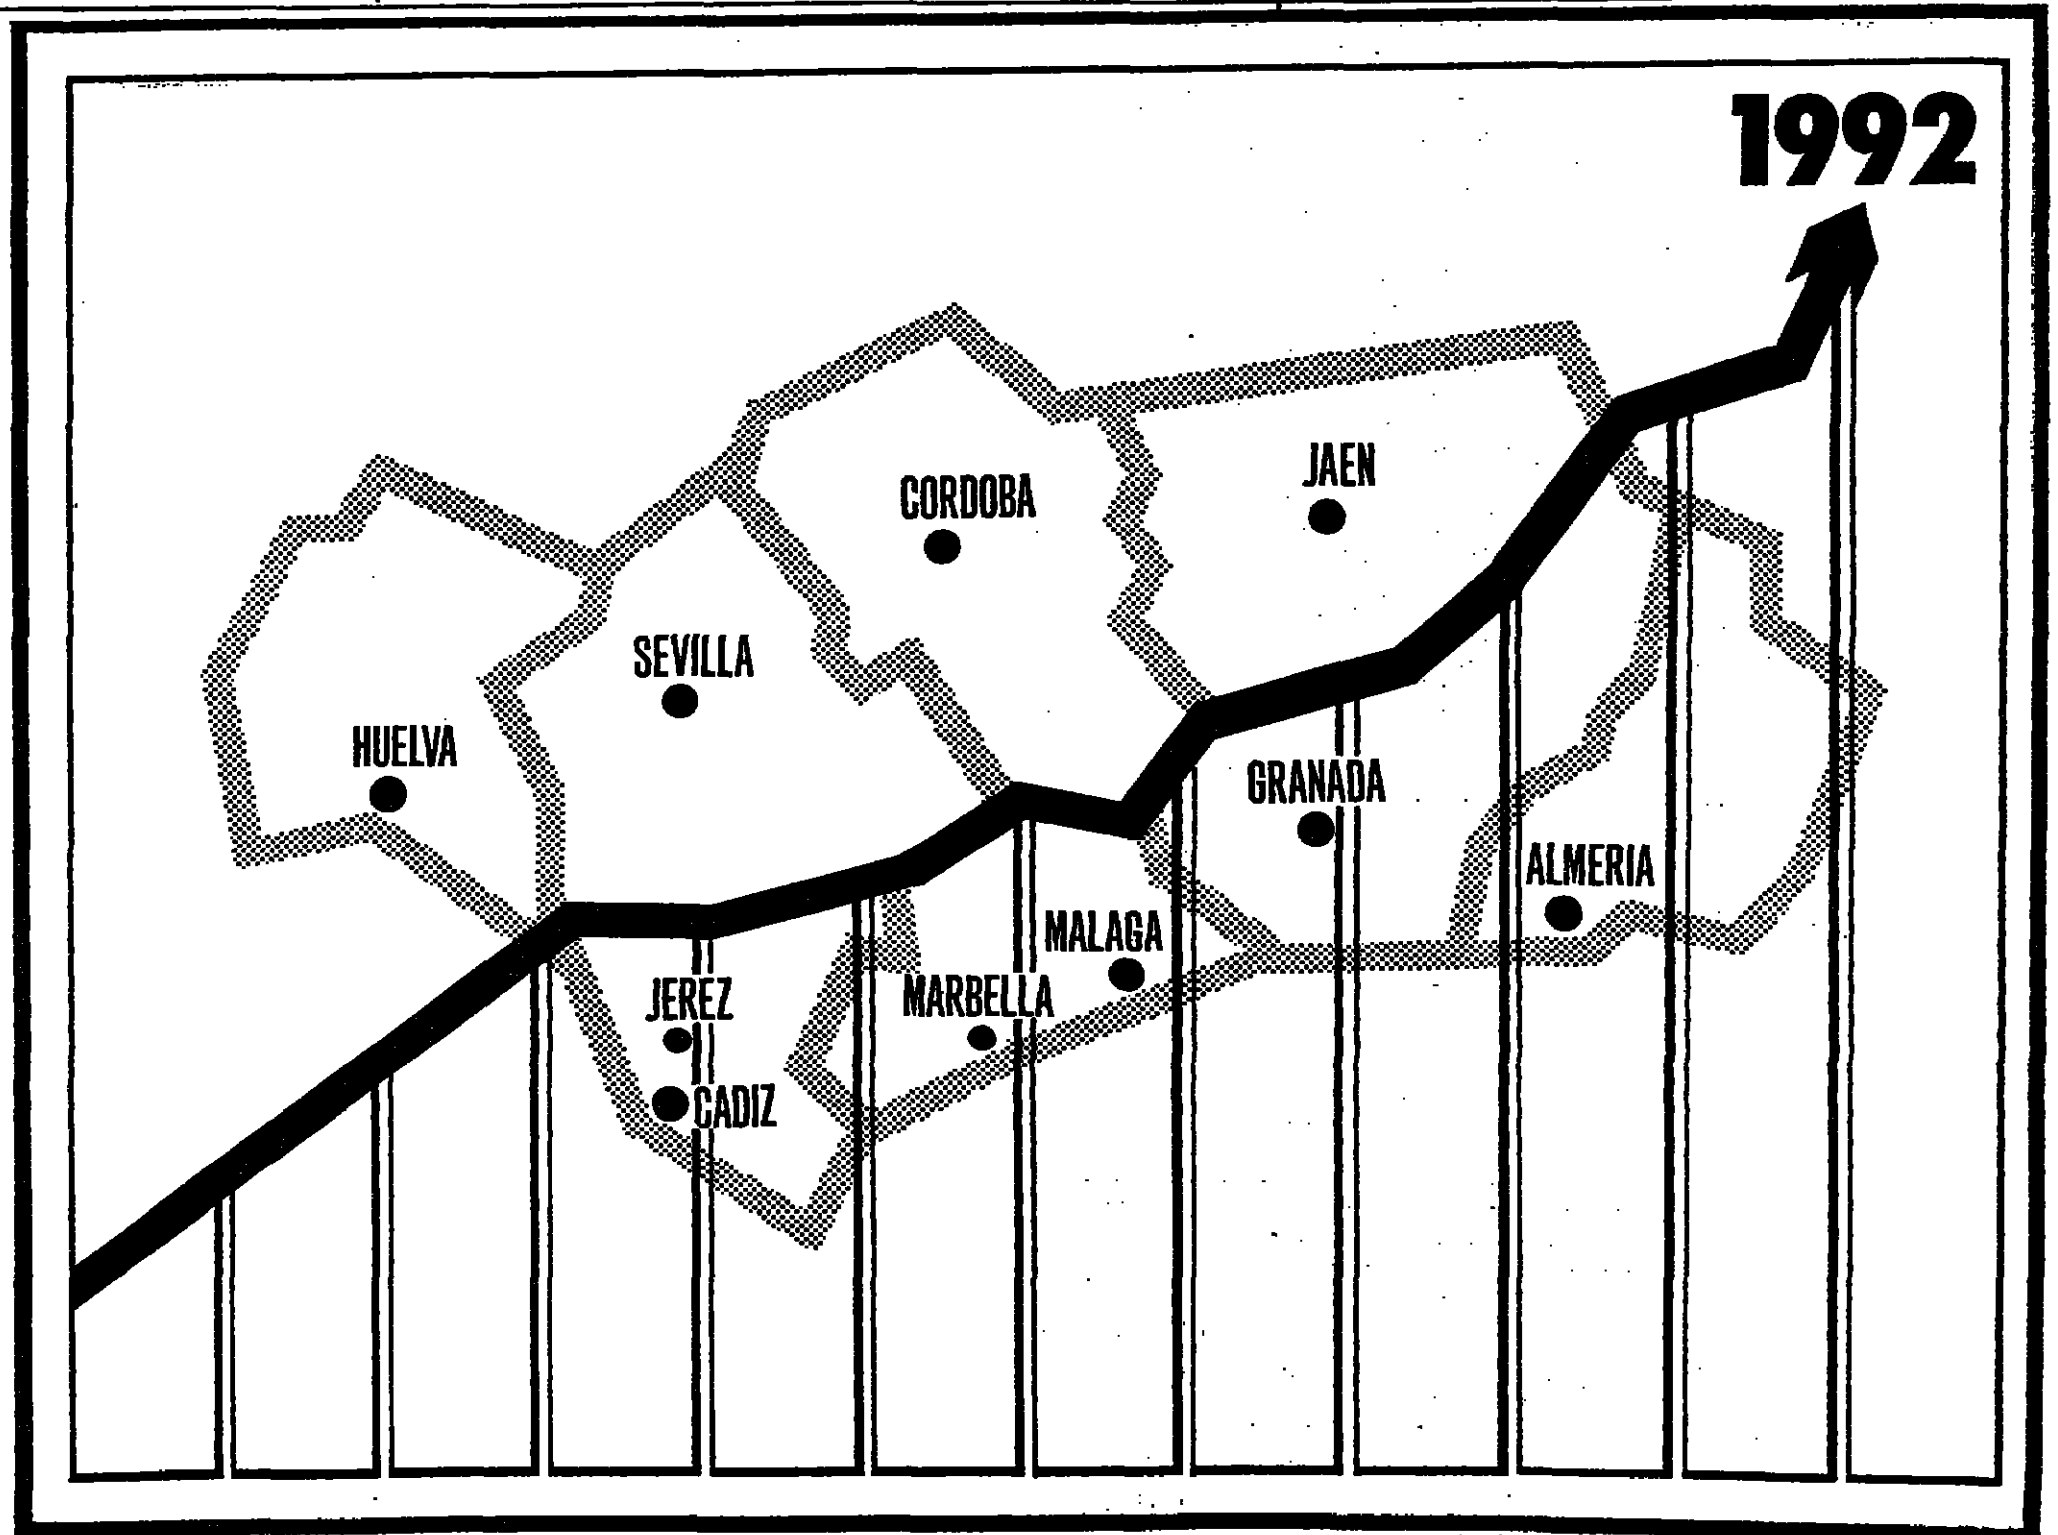 1992
JAEN
CORDOBA
SEVILLA
HUELVA
GRANADA
ALMERIA
MALAGA
MARBELLA
JEREZ
CADIZ